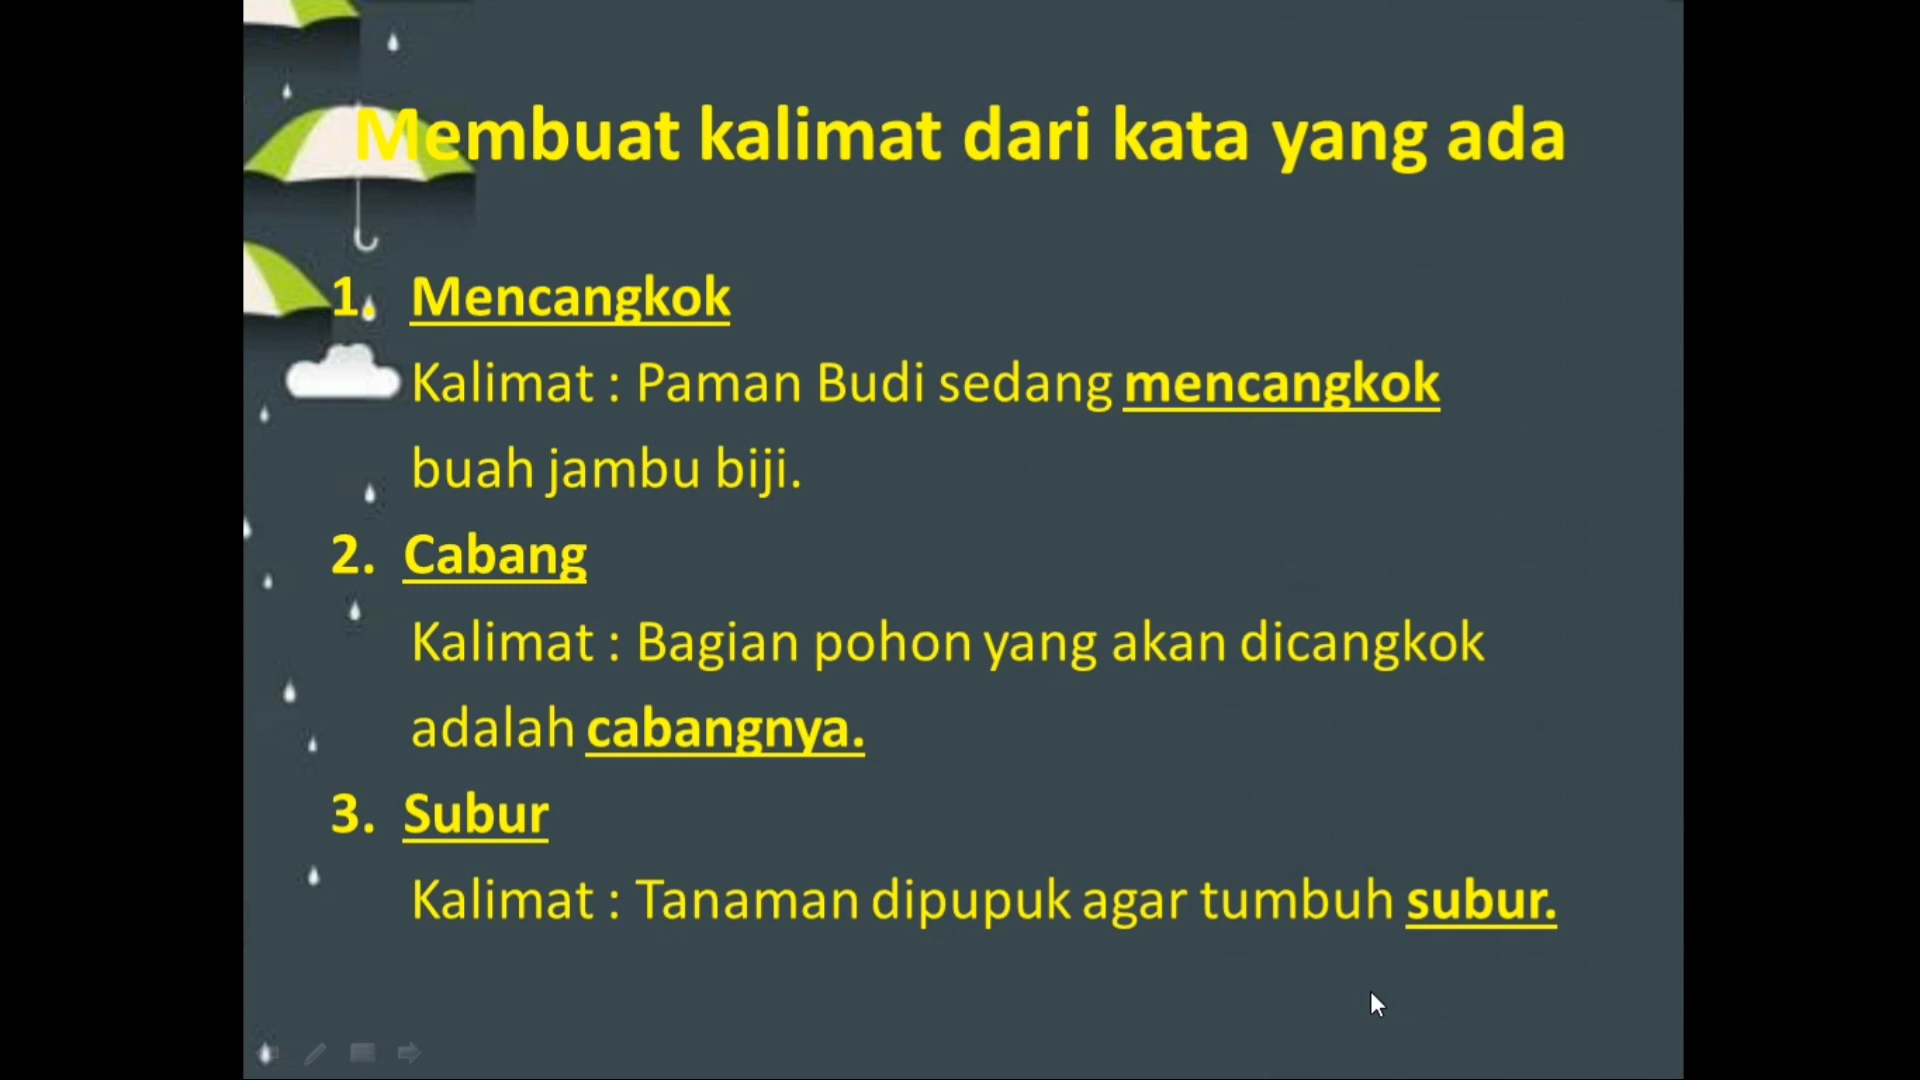 Membuat kalimat dari kata yang ada
1. Mencangkok
Kalimat : Paman Budi sedang mencangkok
buah jambu biji.
2. Cabang
Kalimat : Bagian pohon yang akan dicangkok
adalah cabangnya.
3. Subur
Kalimat : Tanaman dipupuk agar tumbuh subur.